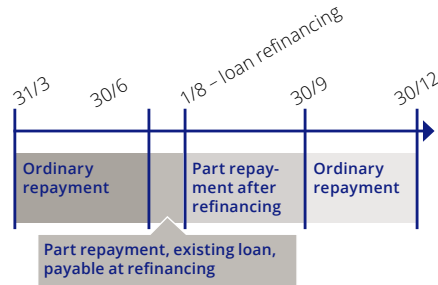 31/3
30/6
1/8 – loan refinancing
30/9
30/12
Ordinary
repayment
Part repay-
ment after
refinancing
Ordinary
repayment
Part repayment, existing loan,
payable at refinancing